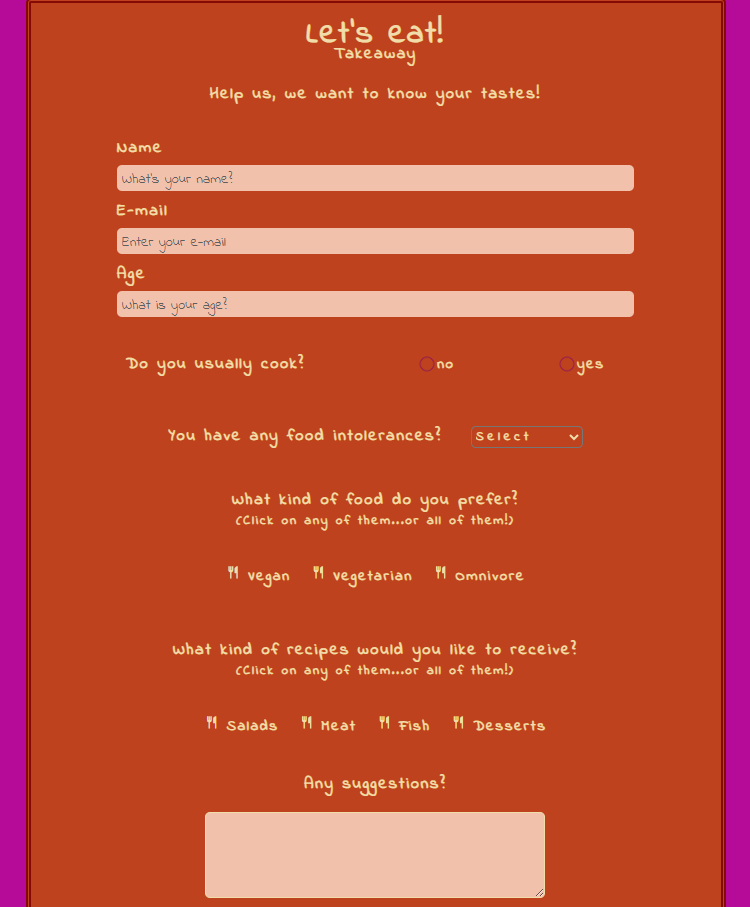 Let's eat!
Takeaway
Help us, we want to know your tastes!
Name
What's your name?
E-mail
Enter your e-mail
Age
What is your age?
Do you usually cook? no yes
You have any food intolerances? Select
What kind of food do you prefer?
(Click on any of them...or all of them!)
Vegan Vegetarian Omnivore
What kind of recipes would you like to receive?
(Click on any of them...or all of them!)
Salads Meat Fish Desserts
Any suggestions?